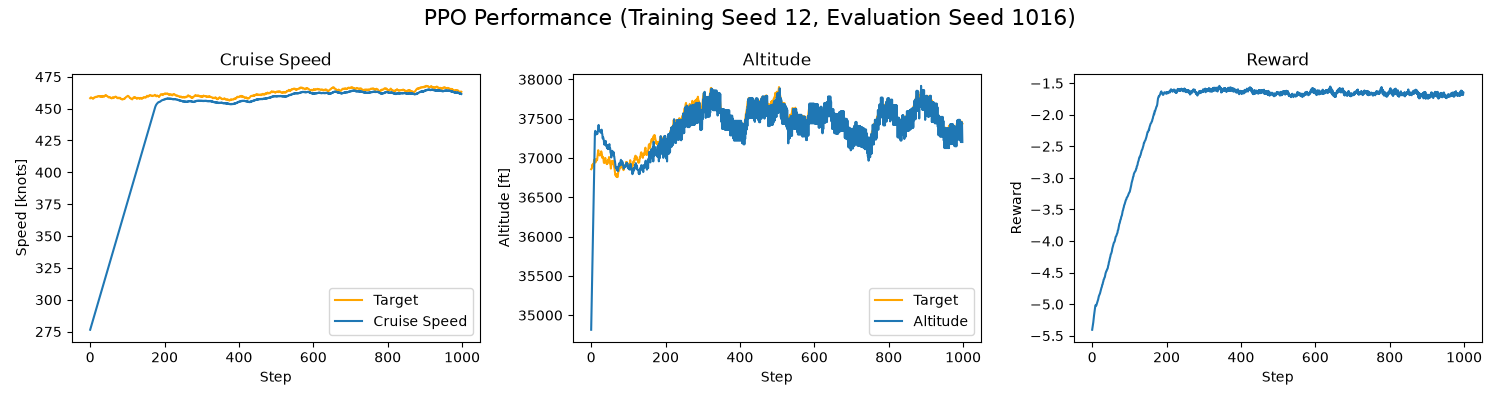 PPO Performance (Training Seed 12, Evaluation Seed 1016)
Cruise Speed
Speed [knots]
475
450
425
400
375
350
325
300
275
0 200 400 600 800 1000
Step
Target
Cruise Speed
Altitude
Altitude [ft]
38000
37500
37000
36500
36000
35500
35000
0 200 400 600 800 1000
Step
Target
Altitude
Reward
Reward
−1.5
−2.0
−2.5
−3.0
−3.5
−4.0
−4.5
−5.0
−5.5
0 200 400 600 800 1000
Step